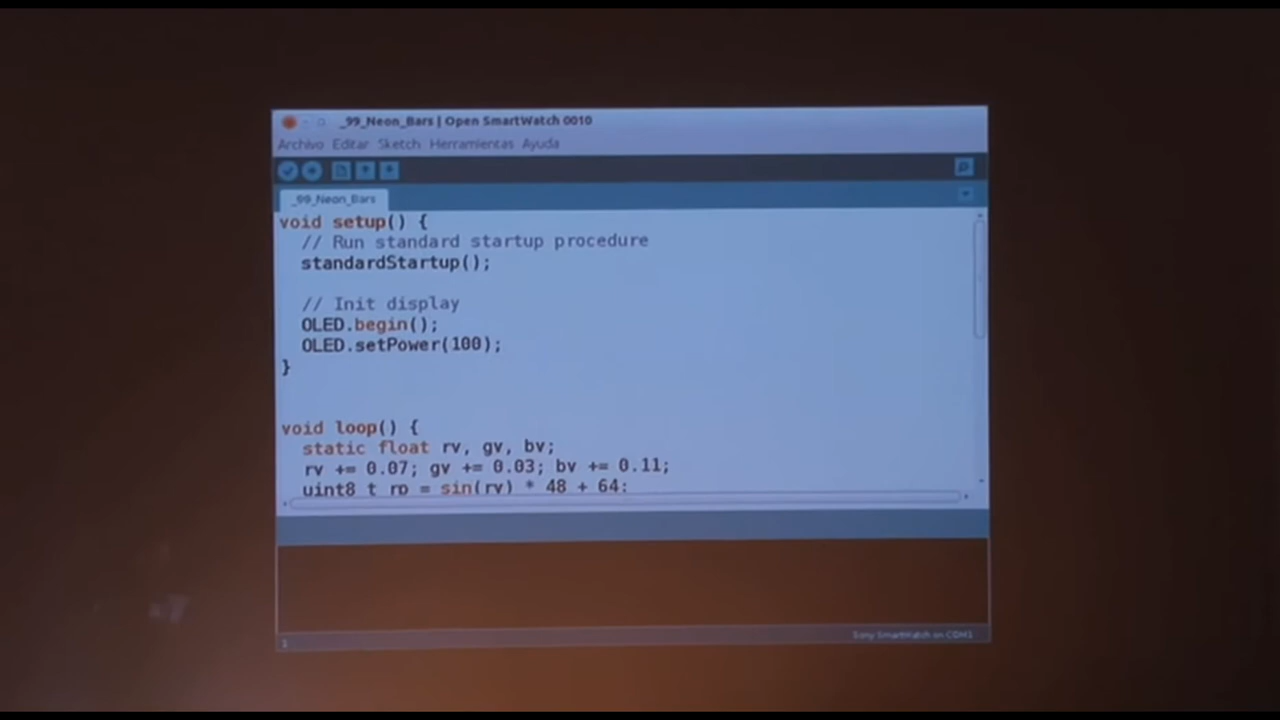 _99_Neon_Bars | Open SmartWatch 0010
Archivo Editar Sketch Herramientas Ayuda
_99_Neon_Bars
void setup() {
// Run standard startup procedure
standardStartup();
// Init display
OLED.begin();
OLED.setPower(100);
}
void loop() {
static float rv, gv, bv;
rv += 0.07; gv += 0.03; bv += 0.11;
uint8_t rp = sin(rv) * 48 + 64;
1
Sony SmartWatch on COM1